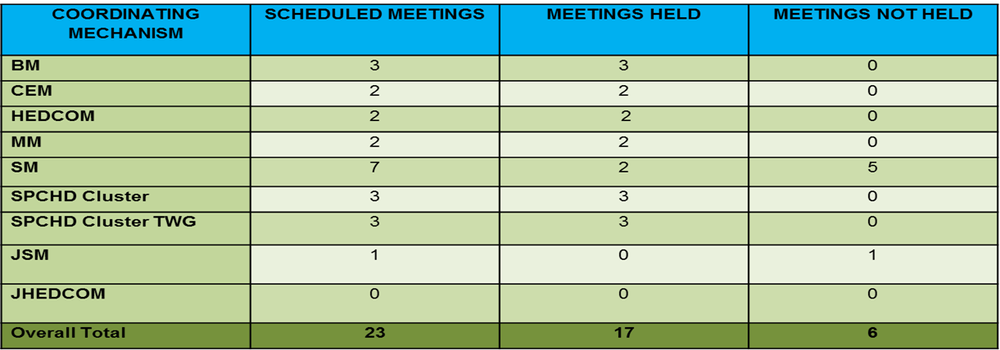 COORDINATING MECHANISM SCHEDULED MEETINGS MEETINGS HELD MEETINGS NOT HELD
BM 3 3 0
CEM 2 2 0
HEDCOM 2 2 0
MM 2 2 0
SM 7 2 5
SPCHD Cluster 3 3 0
SPCHD Cluster TWG 3 3 0
JSM 1 0 1
JHEDCOM 0 0 0
Overall Total 23 17 6